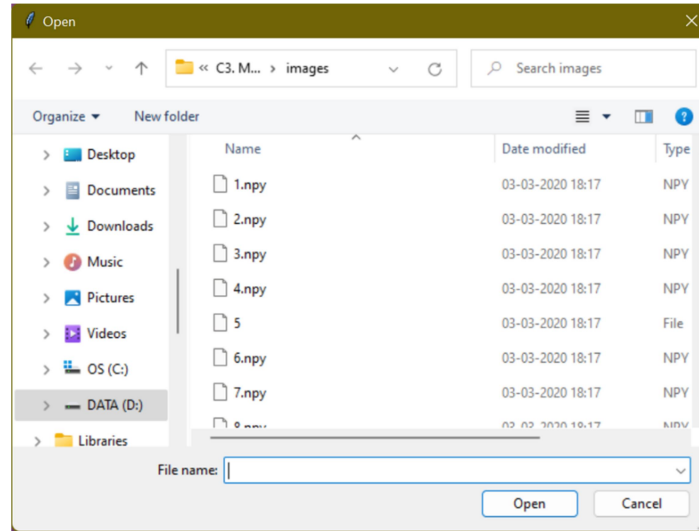 Open
« C3. M... > images
Search images
Organize
New folder
Name Date modified Type
Desktop
Documents
Downloads
Music
Pictures
Videos
OS (C:)
DATA (D:)
Libraries
1.npy 03-03-2020 18:17 NPY
2.npy 03-03-2020 18:17 NPY
3.npy 03-03-2020 18:17 NPY
4.npy 03-03-2020 18:17 NPY
5 03-03-2020 18:17 File
6.npy 03-03-2020 18:17 NPY
7.npy 03-03-2020 18:17 NPY
File name:
Open Cancel